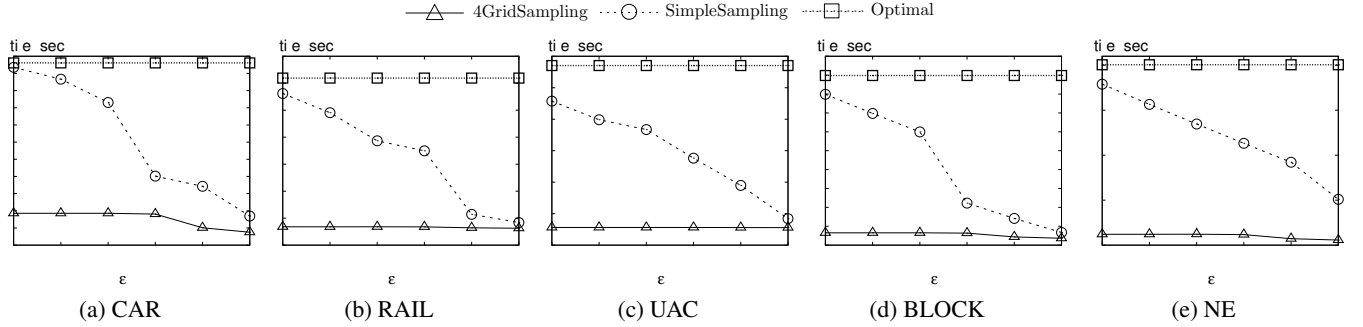 4GridSampling SimpleSampling Optimal
ti e sec ti e sec ti e sec ti e sec ti e sec
ε ε ε ε ε
(a) CAR (b) RAIL (c) UAC (d) BLOCK (e) NE